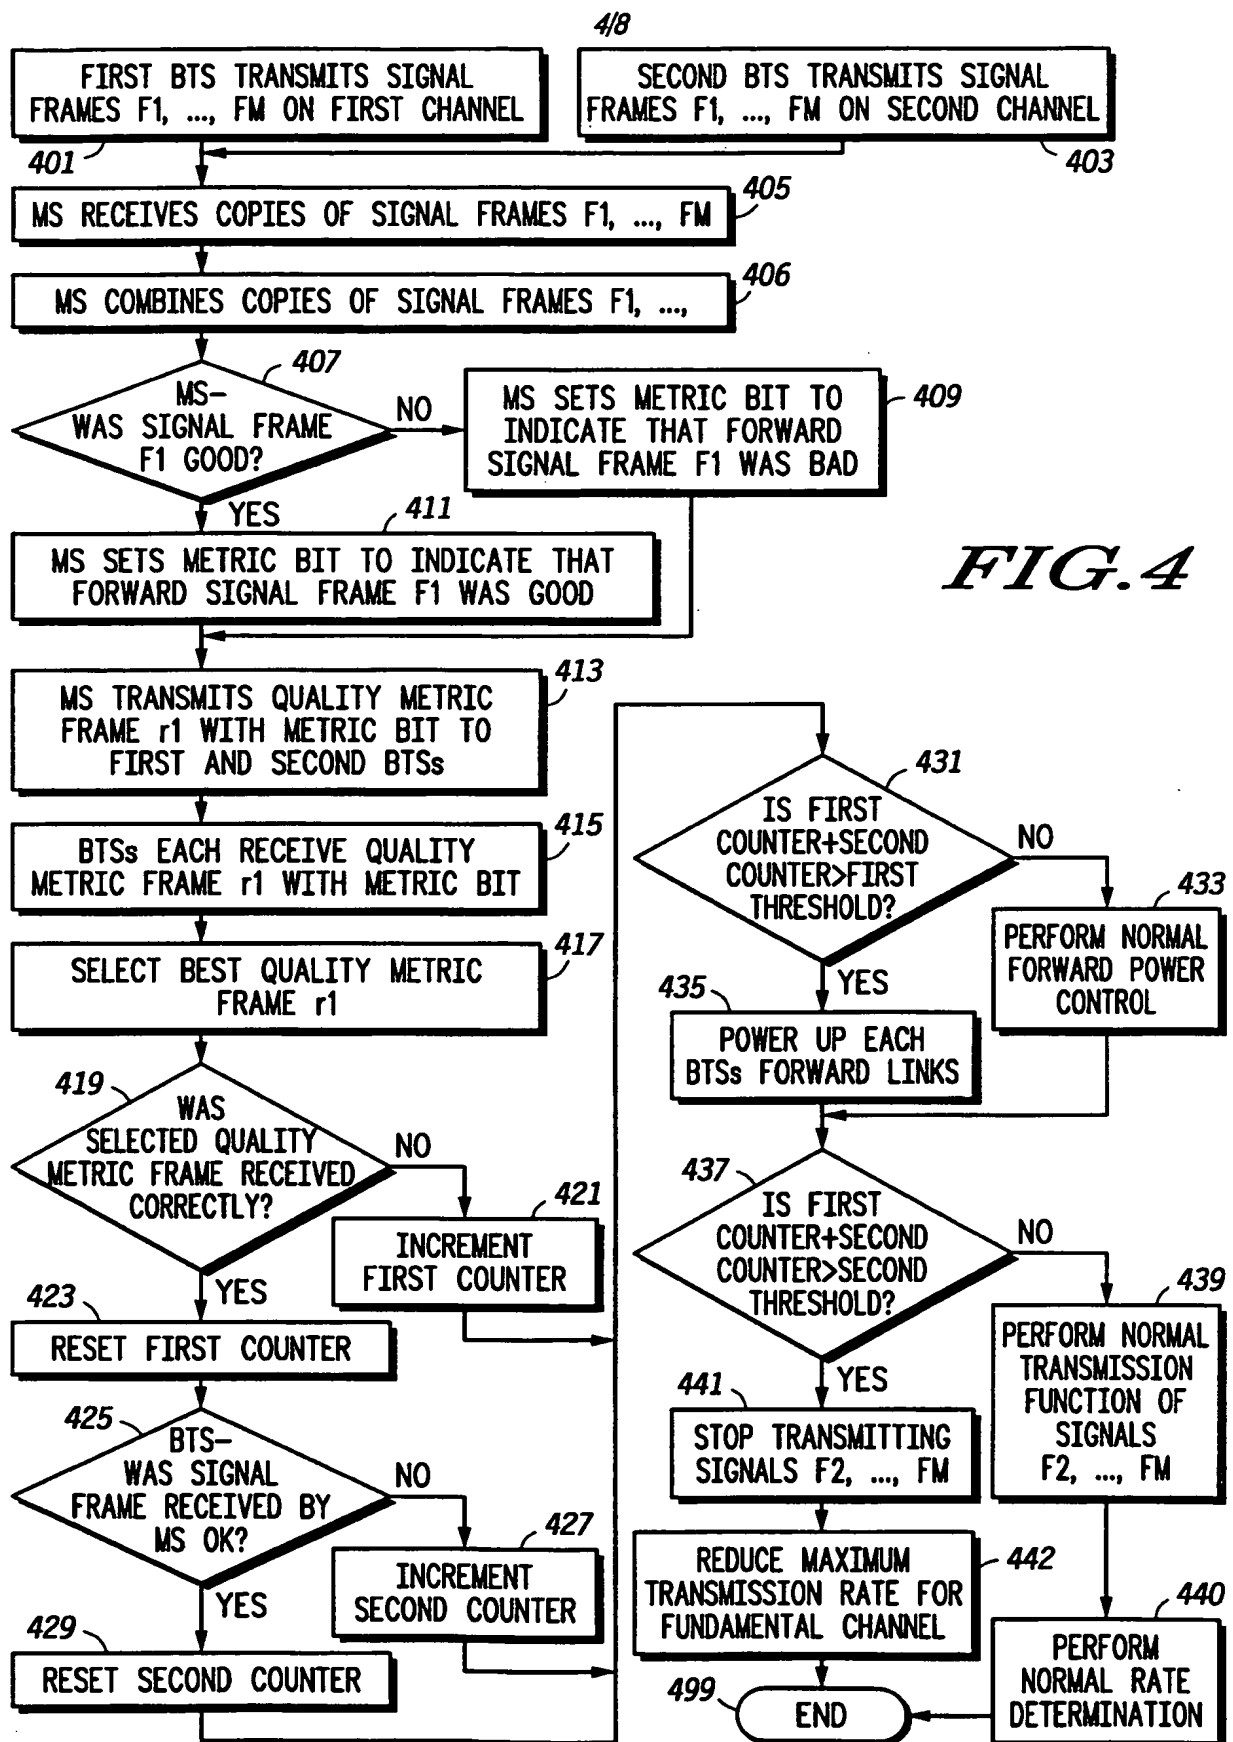 4/8
FIRST BTS TRANSMITS SIGNAL
FRAMES F1, ..., FM ON FIRST CHANNEL
401
SECOND BTS TRANSMITS SIGNAL
FRAMES F1, ..., FM ON SECOND CHANNEL
403
405
MS RECEIVES COPIES OF SIGNAL FRAMES F1, ..., FM
406
MS COMBINES COPIES OF SIGNAL FRAMES F1, ...,
407
MS-
WAS SIGNAL FRAME
F1 GOOD?
NO
YES
MS SETS METRIC BIT TO
INDICATE THAT FORWARD
SIGNAL FRAME F1 WAS BAD
409
411
MS SETS METRIC BIT TO INDICATE THAT
FORWARD SIGNAL FRAME F1 WAS GOOD
FIG.4
413
MS TRANSMITS QUALITY METRIC
FRAME r1 WITH METRIC BIT TO
FIRST AND SECOND BTSs
415
BTSs EACH RECEIVE QUALITY
METRIC FRAME r1 WITH METRIC BIT
417
SELECT BEST QUALITY METRIC
FRAME r1
419
WAS
SELECTED QUALITY
METRIC FRAME RECEIVED
CORRECTLY?
NO
YES
421
INCREMENT
FIRST COUNTER
423
RESET FIRST COUNTER
425
BTS-
WAS SIGNAL
FRAME RECEIVED BY
MS OK?
NO
YES
427
INCREMENT
SECOND COUNTER
429
RESET SECOND COUNTER
431
IS FIRST
COUNTER+SECOND
COUNTER>FIRST
THRESHOLD?
NO
YES
433
PERFORM NORMAL
FORWARD POWER
CONTROL
435
POWER UP EACH
BTSs FORWARD LINKS
437
IS FIRST
COUNTER+SECOND
COUNTER>SECOND
THRESHOLD?
NO
YES
439
PERFORM NORMAL
TRANSMISSION
FUNCTION OF
SIGNALS
F2, ..., FM
441
STOP TRANSMITTING
SIGNALS F2, ..., FM
442
REDUCE MAXIMUM
TRANSMISSION RATE FOR
FUNDAMENTAL CHANNEL
440
PERFORM
NORMAL RATE
DETERMINATION
499
END